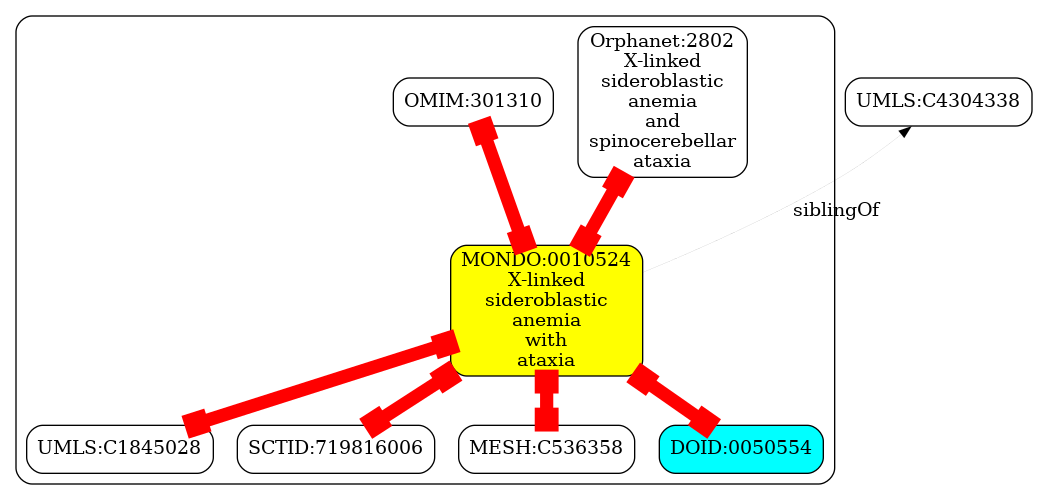 Orphanet:2802
X-linked
sideroblastic
anemia
and
spinocerebellar
ataxia
OMIM:301310
UMLS:C4304338
siblingOf
MONDO:0010524
X-linked
sideroblastic
anemia
with
ataxia
UMLS:C1845028
SCTID:719816006
MESH:C536358
DOID:0050554